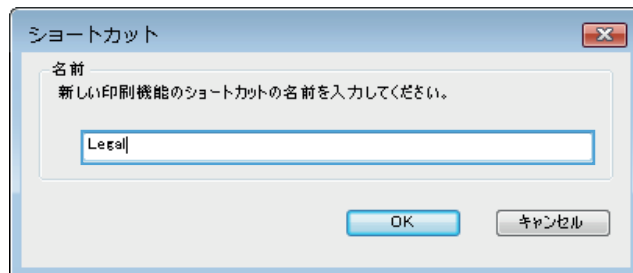 ショートカット
名前
新しい印刷機能のショートカットの名前を入力してください。
Legal
OK
キャンセル